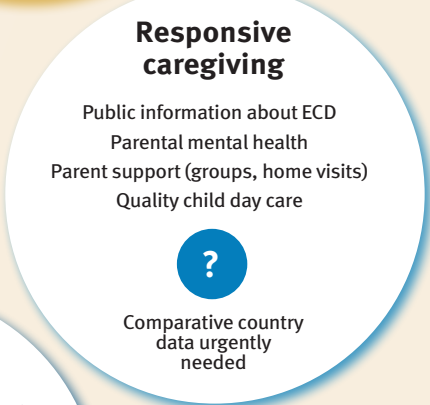 Responsive
caregiving
Public information about ECD
Parental mental health
Parent support (groups, home visits)
Quality child day care
?
Comparative country
data urgently
needed